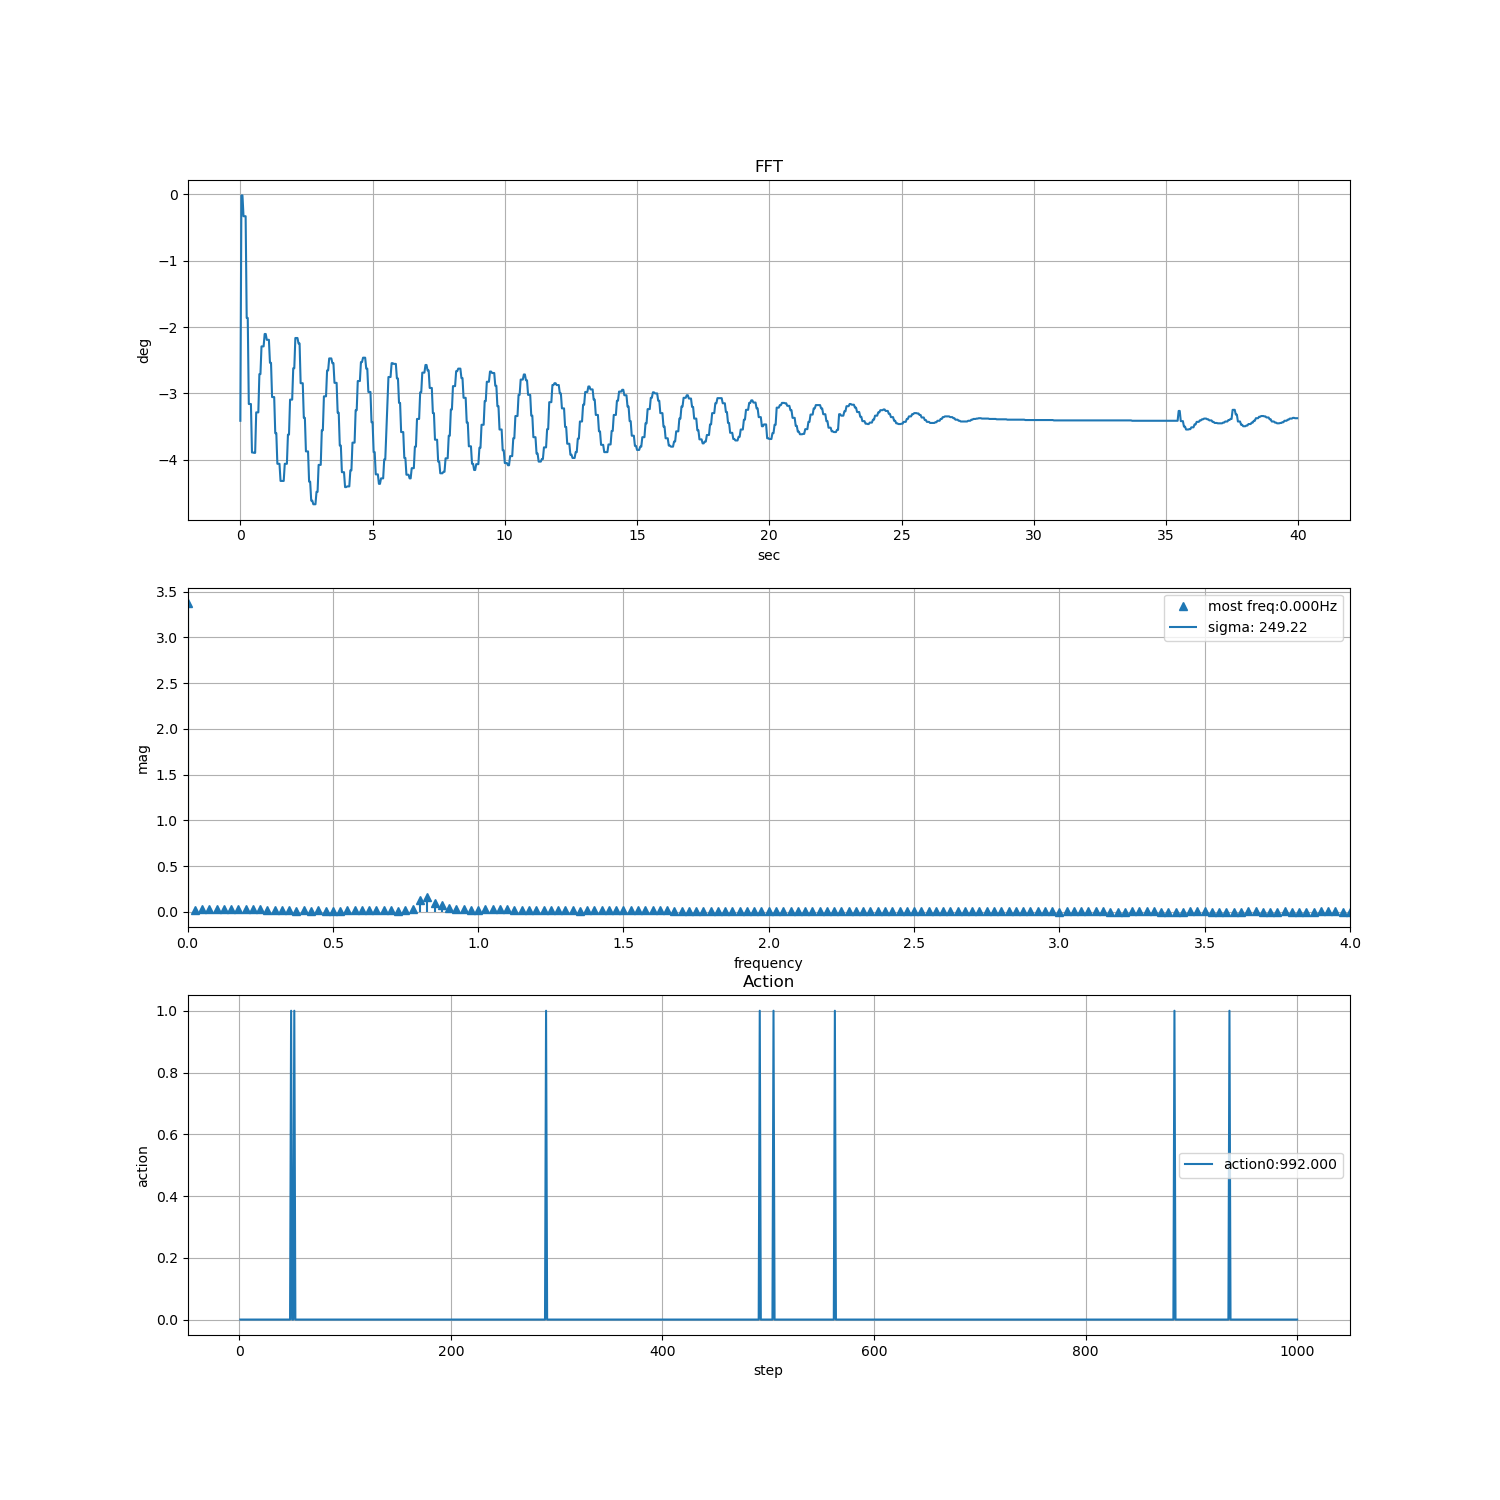 FFT
0
−1
−2
−3
−4
deg
0 5 10 15 20 25 30 35 40
sec
3.5
3.0
2.5
2.0
1.5
1.0
0.5
0.0
mag
most freq:0.000Hz
sigma: 249.22
0.0 0.5 1.0 1.5 2.0 2.5 3.0 3.5 4.0
frequency
Action
1.0
0.8
0.6
0.4
0.2
0.0
action
action0:992.000
0 200 400 600 800 1000
step